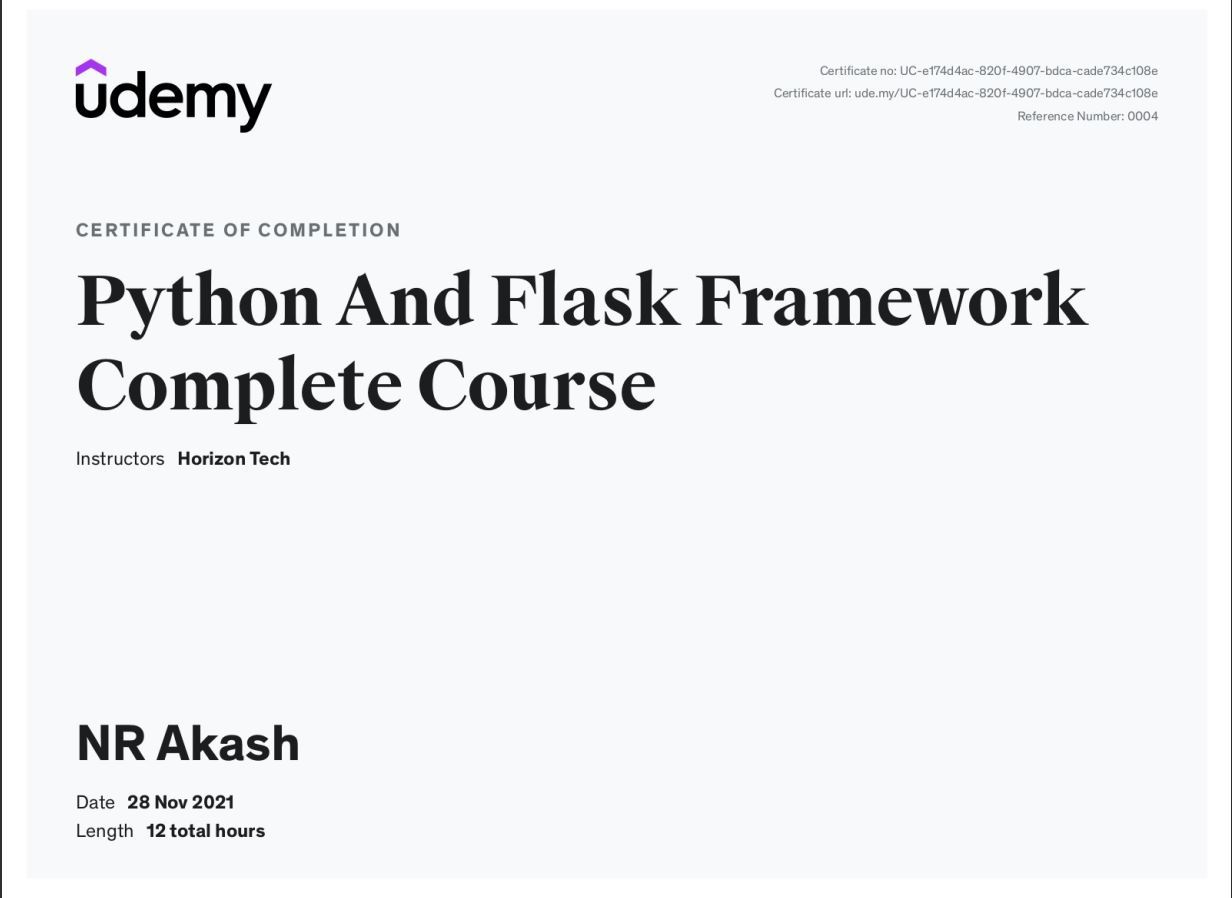 udemy
Certificate no: UC-e174d4ac-820f-4907-bdca-cade734c108e
Certificate url: ude.my/UC-e174d4ac-820f-4907-bdca-cade734c108e
Reference Number: 0004
CERTIFICATE OF COMPLETION
Python And Flask Framework
Complete Course
Instructors Horizon Tech
NR Akash
Date 28 Nov 2021
Length 12 total hours